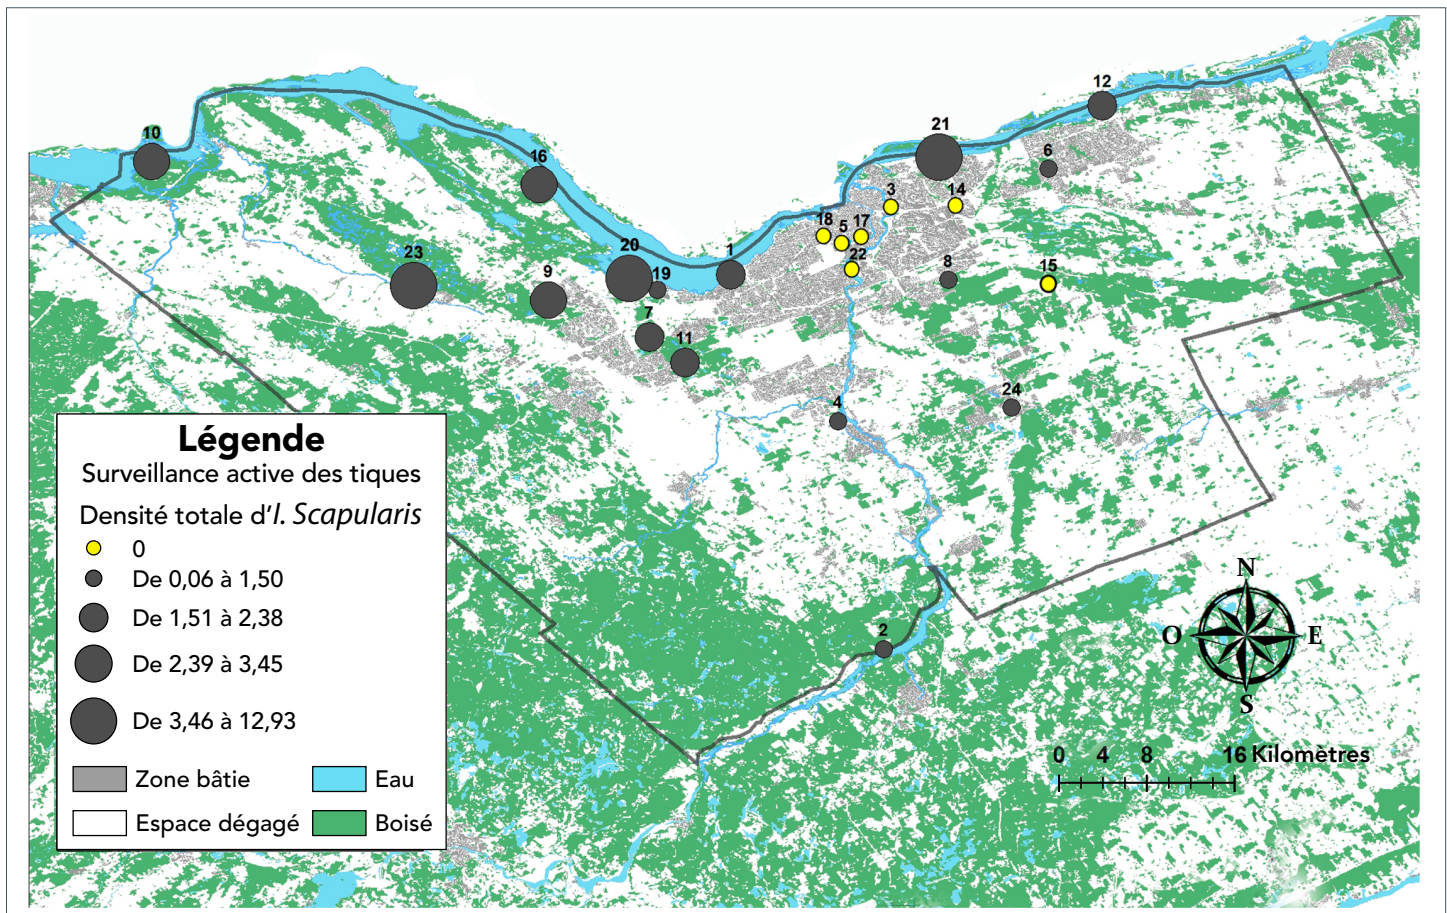 12
21
10
16
6
3
14
18
5
17
1
22
20
23
19
9
8
15
7
11
24
4
2
Légende
Surveillance active des tiques
Densité totale d'I. Scapularis
0
De 0,06 à 1,50
De 1,51 à 2,38
De 2,39 à 3,45
De 3,46 à 12,93
Zone bâtie
Eau
Espace dégagé
Boisé
N
O
E
S
0 4 8 16 Kilomètres